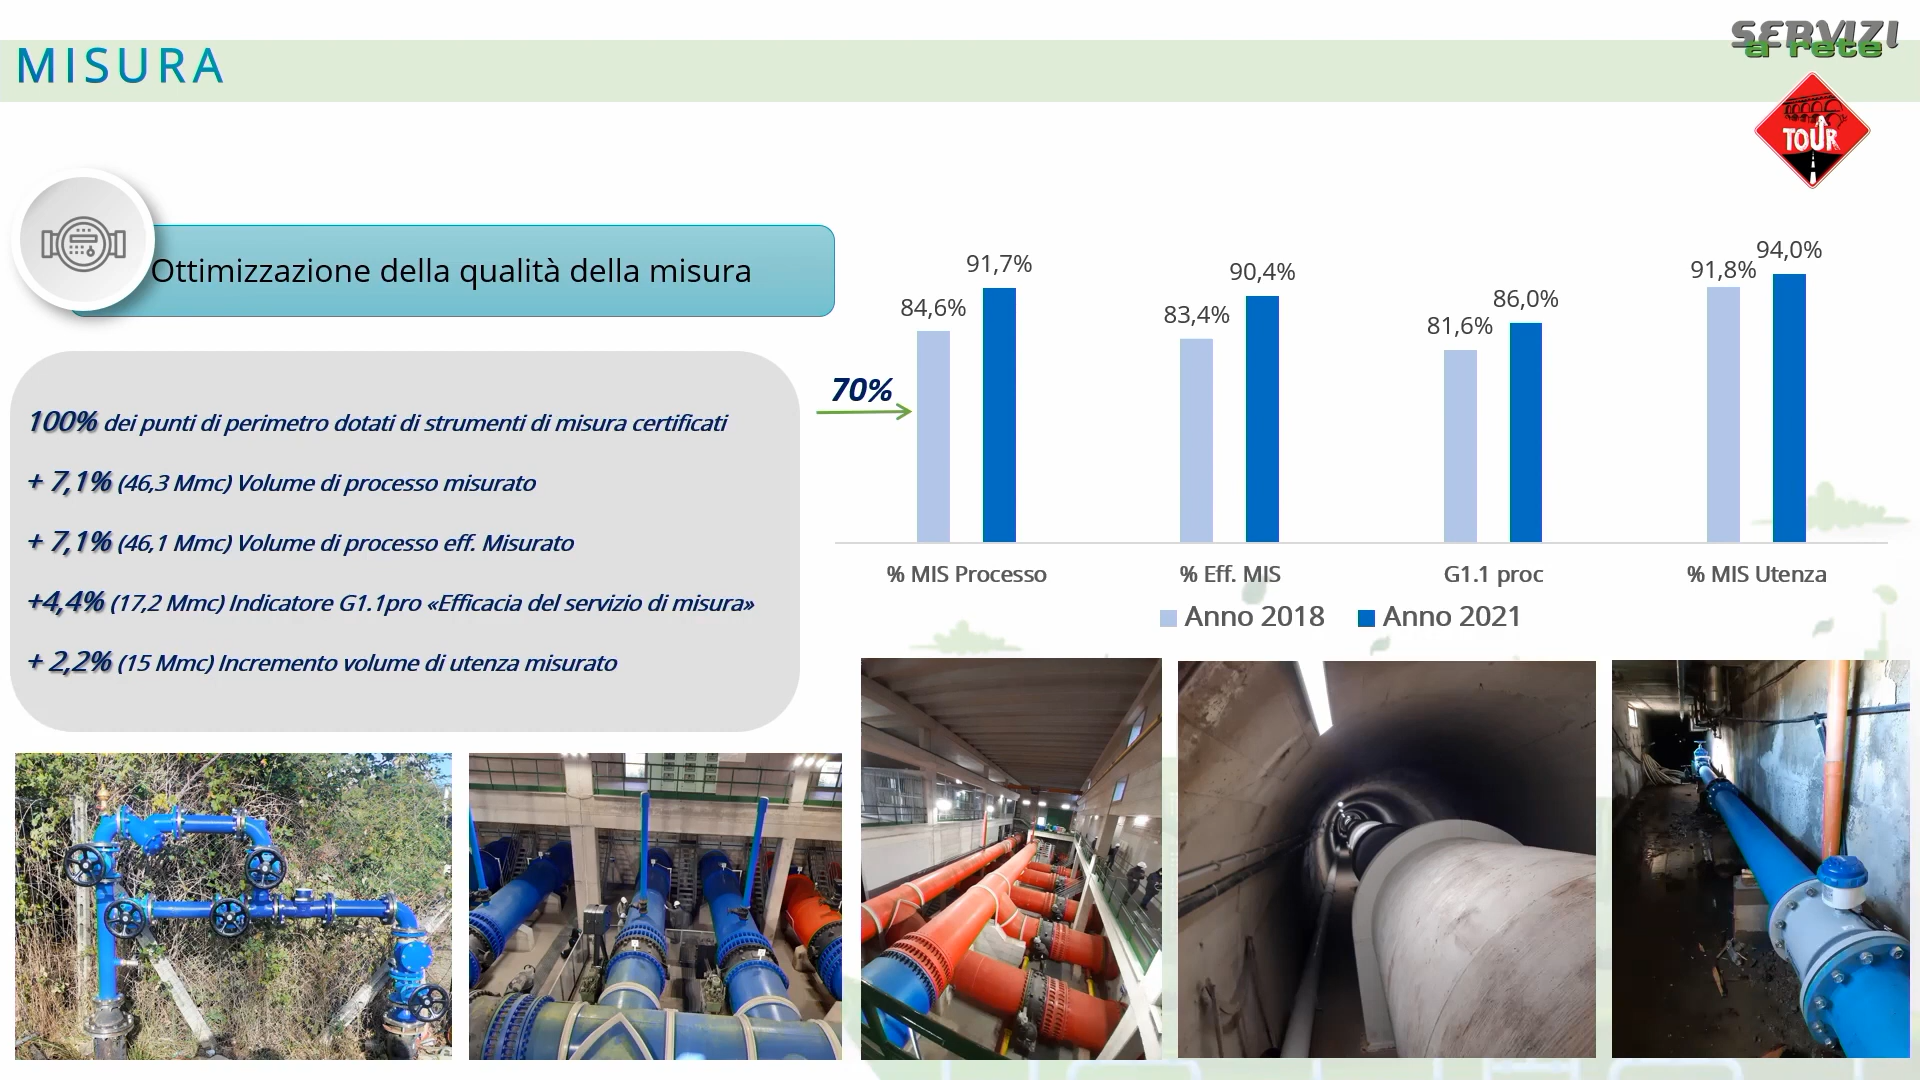 SERVIZI
a rete
MISURA
TOUR
Ottimizzazione della qualità della misura
100% dei punti di perimetro dotati di strumenti di misura certificati
+ 7,1% (46,3 Mmc) Volume di processo misurato
+ 7,1% (46,1 Mmc) Volume di processo eff. Misurato
+4,4% (17,2 Mmc) Indicatore G1.1pro «Efficacia del servizio di misura»
+ 2,2% (15 Mmc) Incremento volume di utenza misurato
70%
84,6%
91,7%
83,4%
90,4%
81,6%
86,0%
91,8%
94,0%
% MIS Processo
% Eff. MIS
G1.1 proc
% MIS Utenza
Anno 2018
Anno 2021